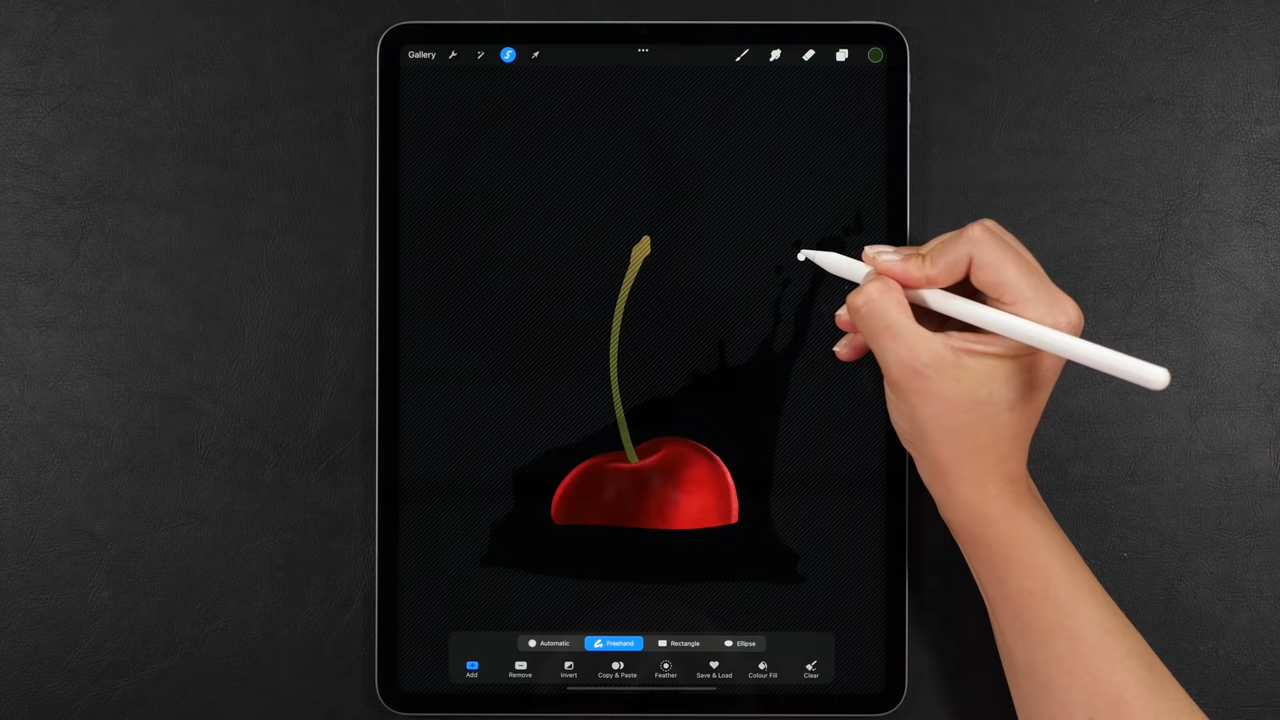 Gallery
Automatic Freehand Rectangle Ellipse
Add Remove Invert Copy & Paste Feather Save & Load Colour Fill Clear